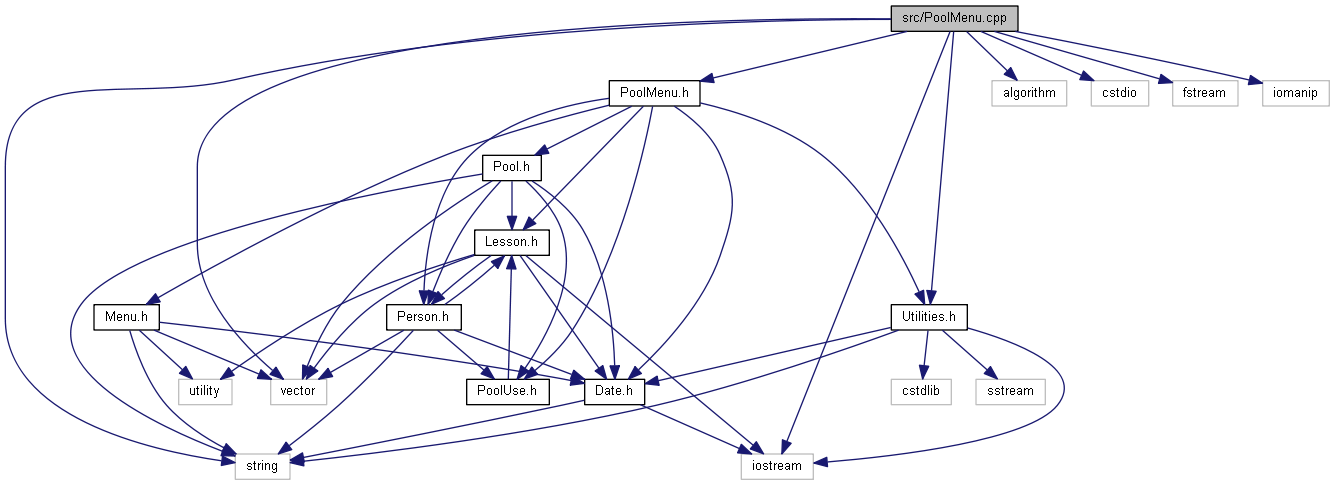 src/PoolMenu.cpp
PoolMenu.h
algorithm
cstdio
fstream
iomanip
Pool.h
Lesson.h
Menu.h
Person.h
Utilities.h
utility
vector
PoolUse.h
Date.h
cstdlib
sstream
string
iostream